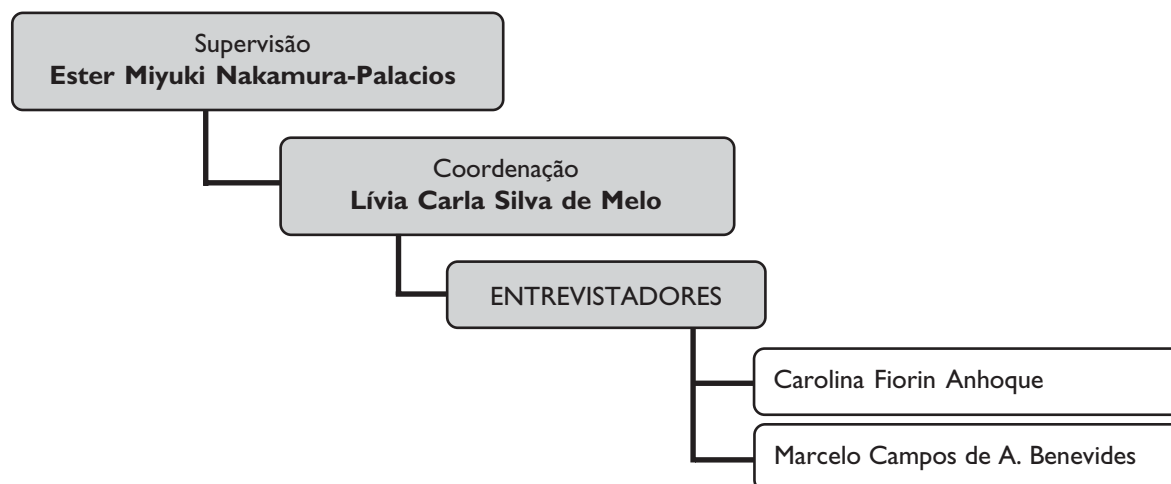 Supervisão
Ester Miyuki Nakamura-Palacios
Coordenação
Lívia Carla Silva de Melo
ENTREVISTADORES
Carolina Fiorin Anhoque
Marcelo Campos de A. Benevides